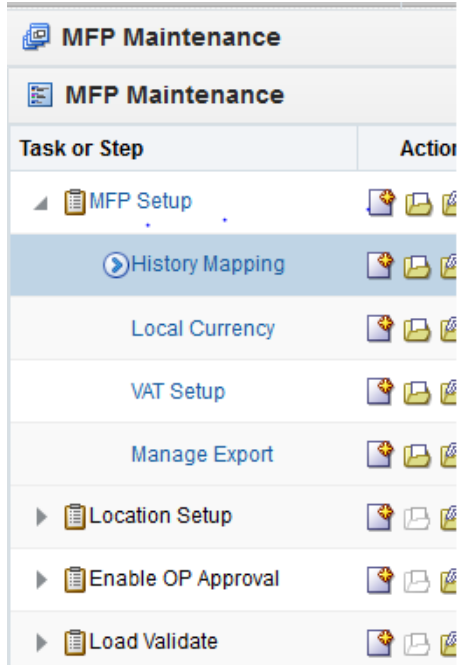 MFP Maintenance
MFP Maintenance
Task or Step Action
MFP Setup
History Mapping
Local Currency
VAT Setup
Manage Export
Location Setup
Enable OP Approval
Load Validate